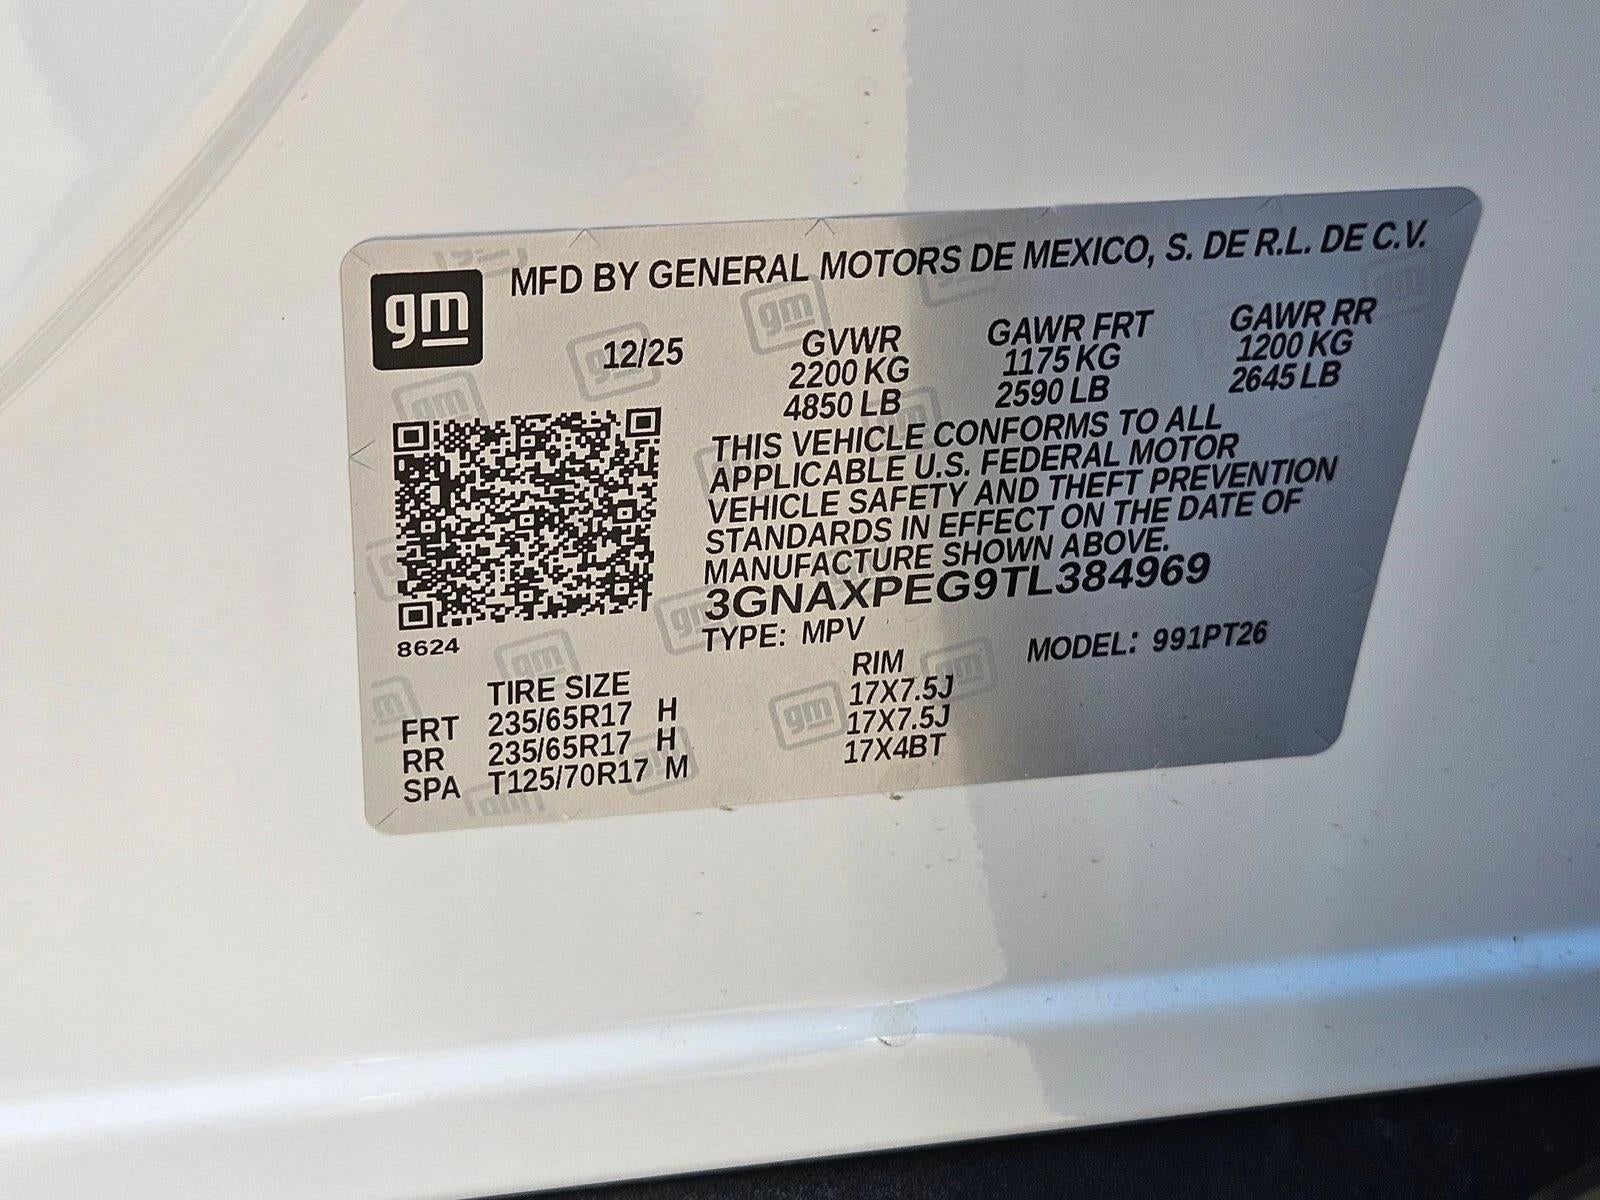 gm
MFD BY GENERAL MOTORS DE MEXICO, S. DE R.L. DE C.V.
12/25
GVWR
2200 KG
4850 LB
GAWR FRT
1175 KG
2590 LB
GAWR RR
1200 KG
2645 LB
THIS VEHICLE CONFORMS TO ALL
APPLICABLE U.S. FEDERAL MOTOR
VEHICLE SAFETY AND THEFT PREVENTION
STANDARDS IN EFFECT ON THE DATE OF
MANUFACTURE SHOWN ABOVE.
3GNAXPEG9TL384969
TYPE: MPV MODEL: 991PT26
8624
TIRE SIZE RIM
FRT 235/65R17 H 17X7.5J
RR 235/65R17 H 17X7.5J
SPA T125/70R17 M 17X4BT